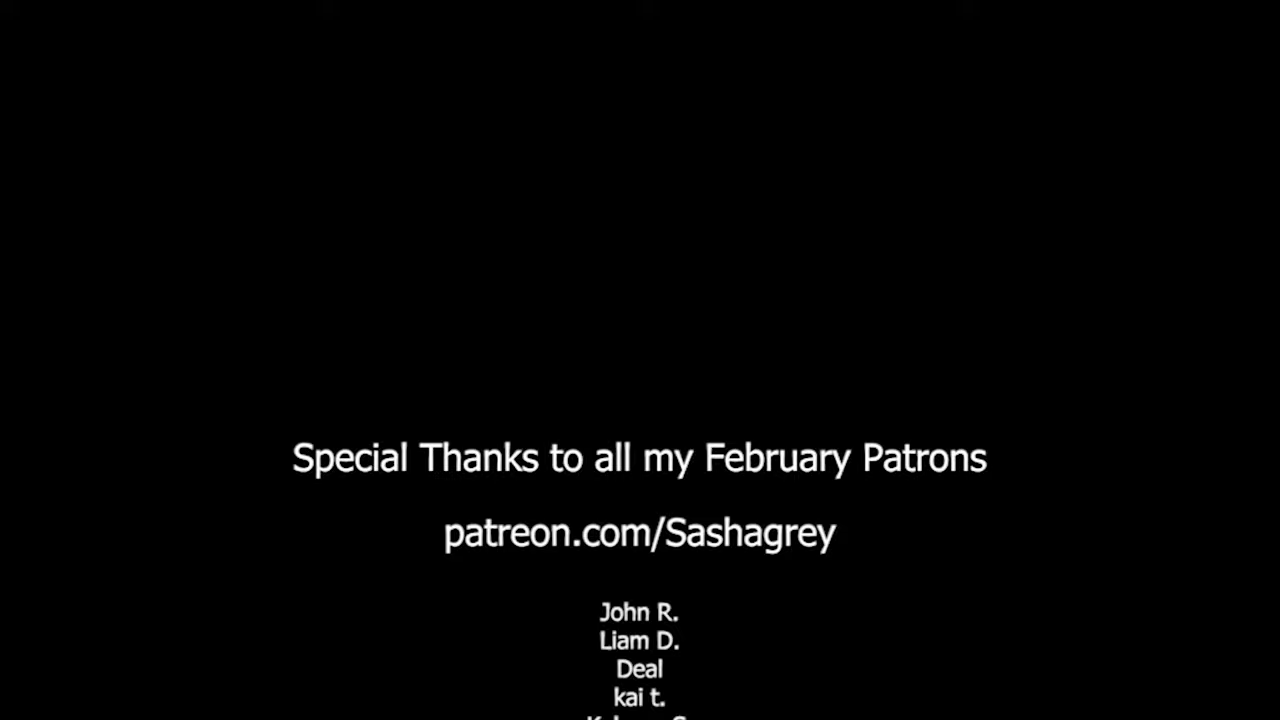 Special Thanks to all my February Patrons
patreon.com/Sashagrey
John R.
Liam D.
Deal
kai t.